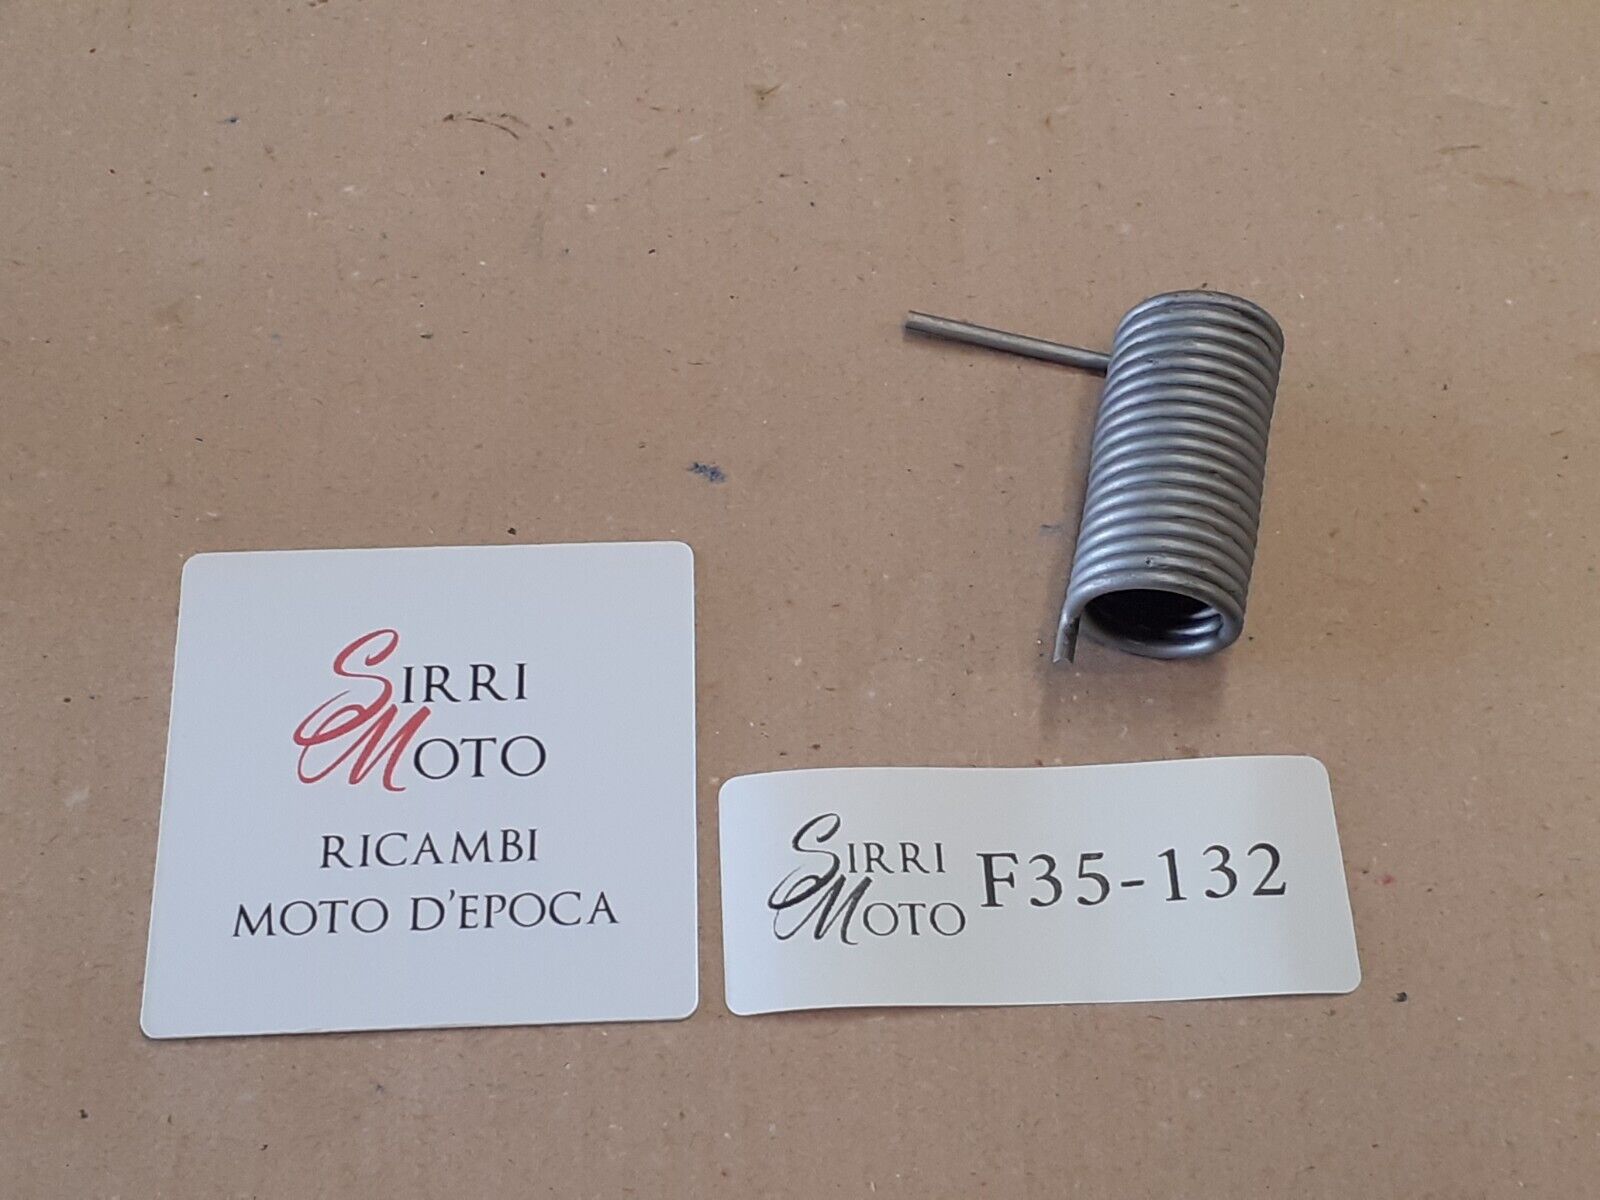 SIRRI
MOTO
RICAMBI
MOTO D'EPOCA
SIRRI
MOTO
F35-132